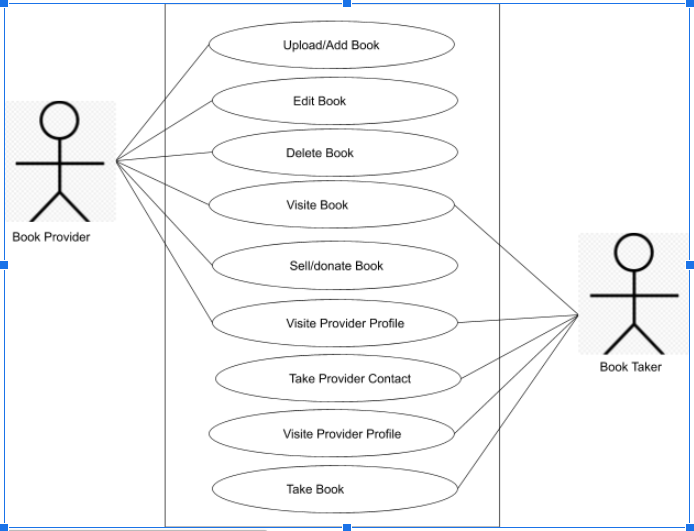 Upload/Add Book
Edit Book
Delete Book
Visite Book
Book Provider
Sell/donate Book
Visite Provider Profile
Book Taker
Take Provider Contact
Visite Provider Profile
Take Book